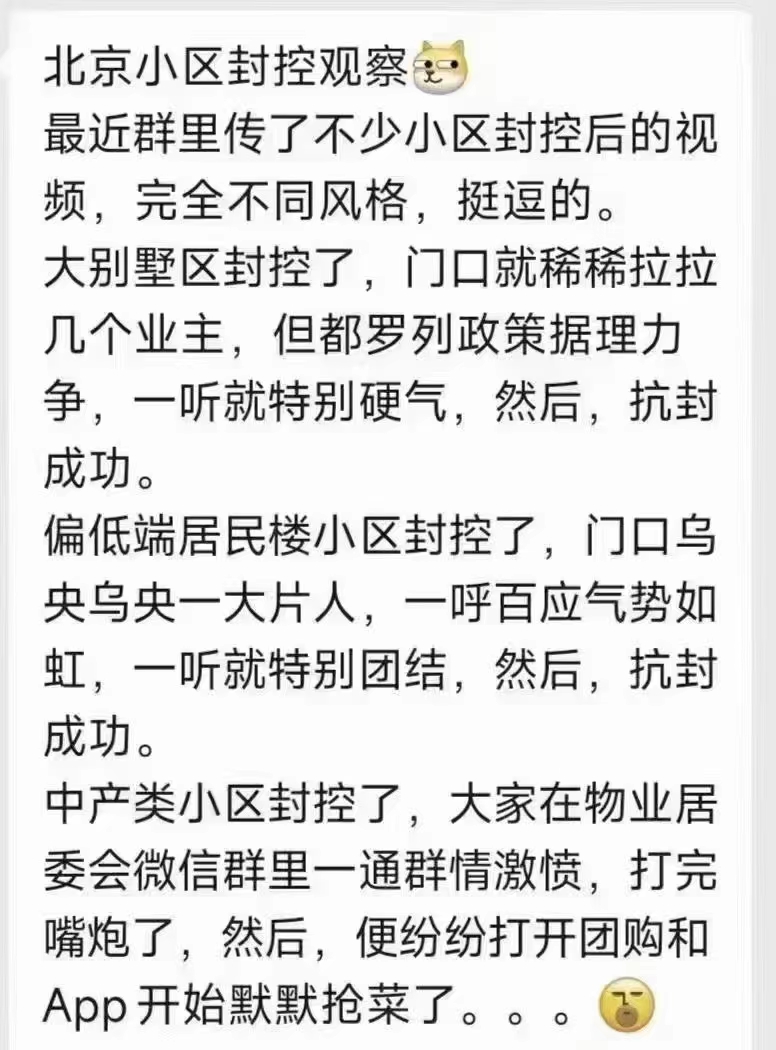 北京小区封控观察
最近群里传了不少小区封控后的视
频，完全不同风格，挺逗的。
大别墅区封控了，门口就稀稀拉拉
几个业主，但都罗列政策据理力
争，一听就特别硬气，然后，抗封
成功。
偏低端居民楼小区封控了，门口乌
央乌央一大片人，一呼百应气势如
虹，一听就特别团结，然后，抗封
成功。
中产类小区封控了，大家在物业居
委会微信群里一通群情激愤，打完
嘴炮了，然后，便纷纷打开团购和
App开始默默抢菜了。。。